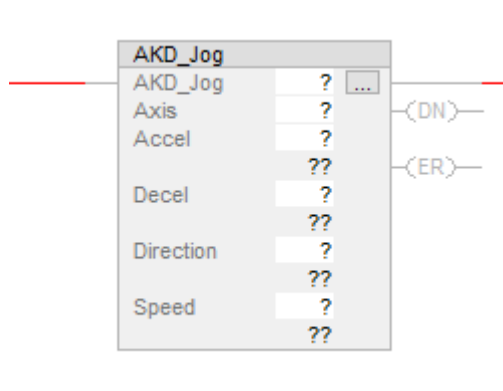 AKD_Jog
AKD_Jog ? ...
Axis ? (DN)
Accel ?
?? (ER)
Decel ?
??
Direction ?
??
Speed ?
??